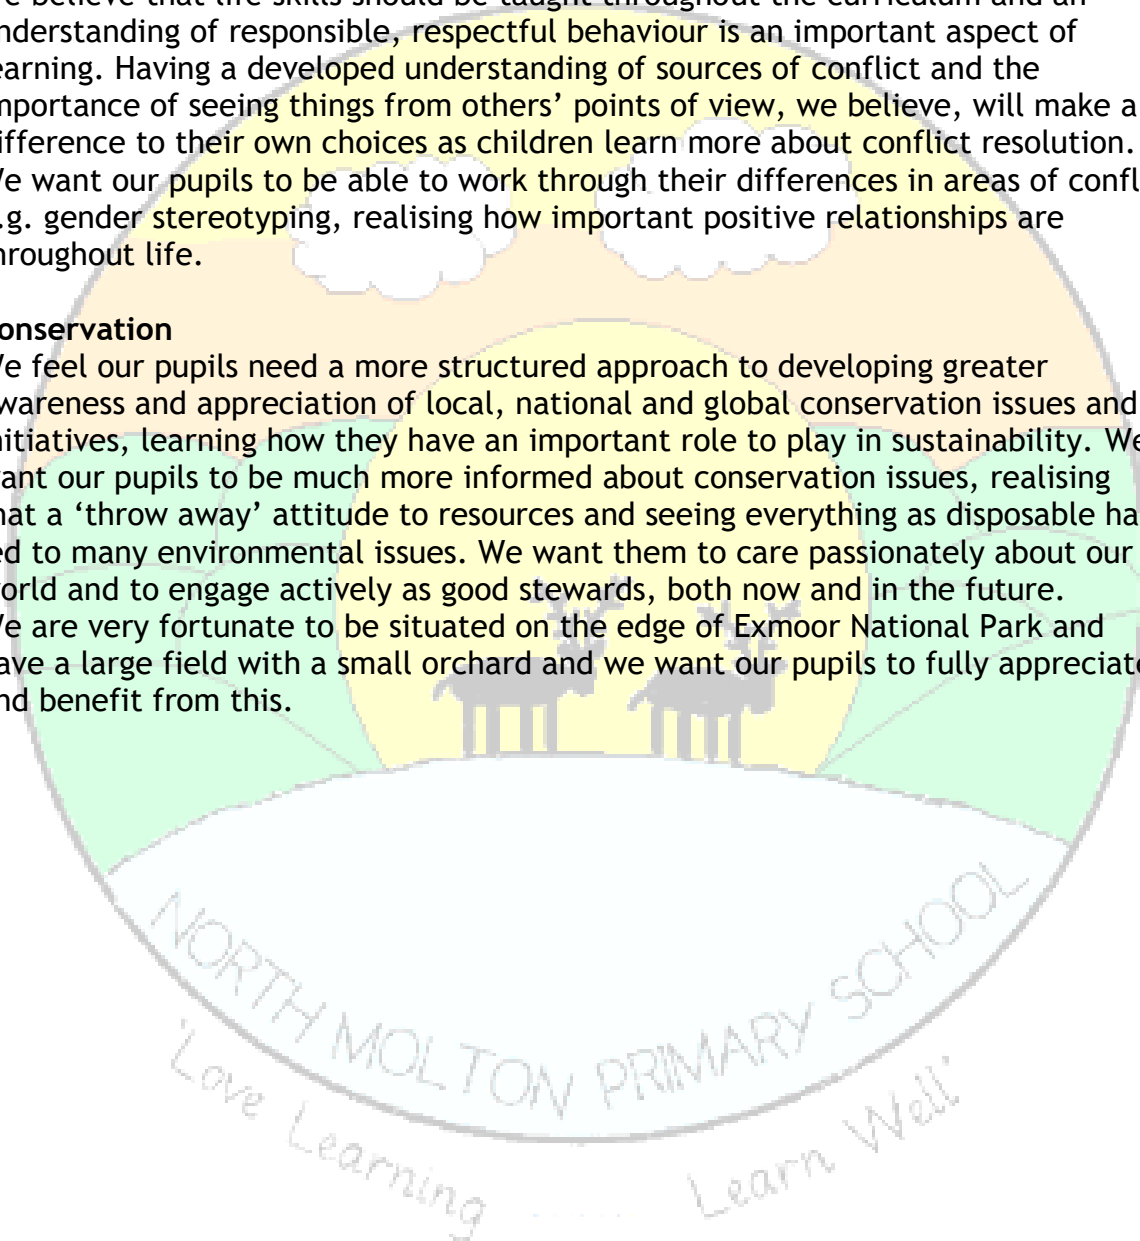 e believe that life skills should be taught throughout the curriculum and an
nderstanding of responsible, respectful behaviour is an important aspect of
earning. Having a developed understanding of sources of conflict and the
mportance of seeing things from others’ points of view, we believe, will make a
ifference to their own choices as children learn more about conflict resolution.
We want our pupils to be able to work through their differences in areas of confl
.g. gender stereotyping, realising how important positive relationships are
hroughout life.
onservation
We feel our pupils need a more structured approach to developing greater
wareness and appreciation of local, national and global conservation issues and
nitiatives, learning how they have an important role to play in sustainability. We
ant our pupils to be much more informed about conservation issues, realising
hat a ‘throw away’ attitude to resources and seeing everything as disposable ha
ed to many environmental issues. We want them to care passionately about our
orld and to engage actively as good stewards, both now and in the future.
We are very fortunate to be situated on the edge of Exmoor National Park and
ave a large field with a small orchard and we want our pupils to fully appreciate
nd benefit from this.
NORTH MOLTON PRIMARY SCHOOL
'Love Learning Learn Well'